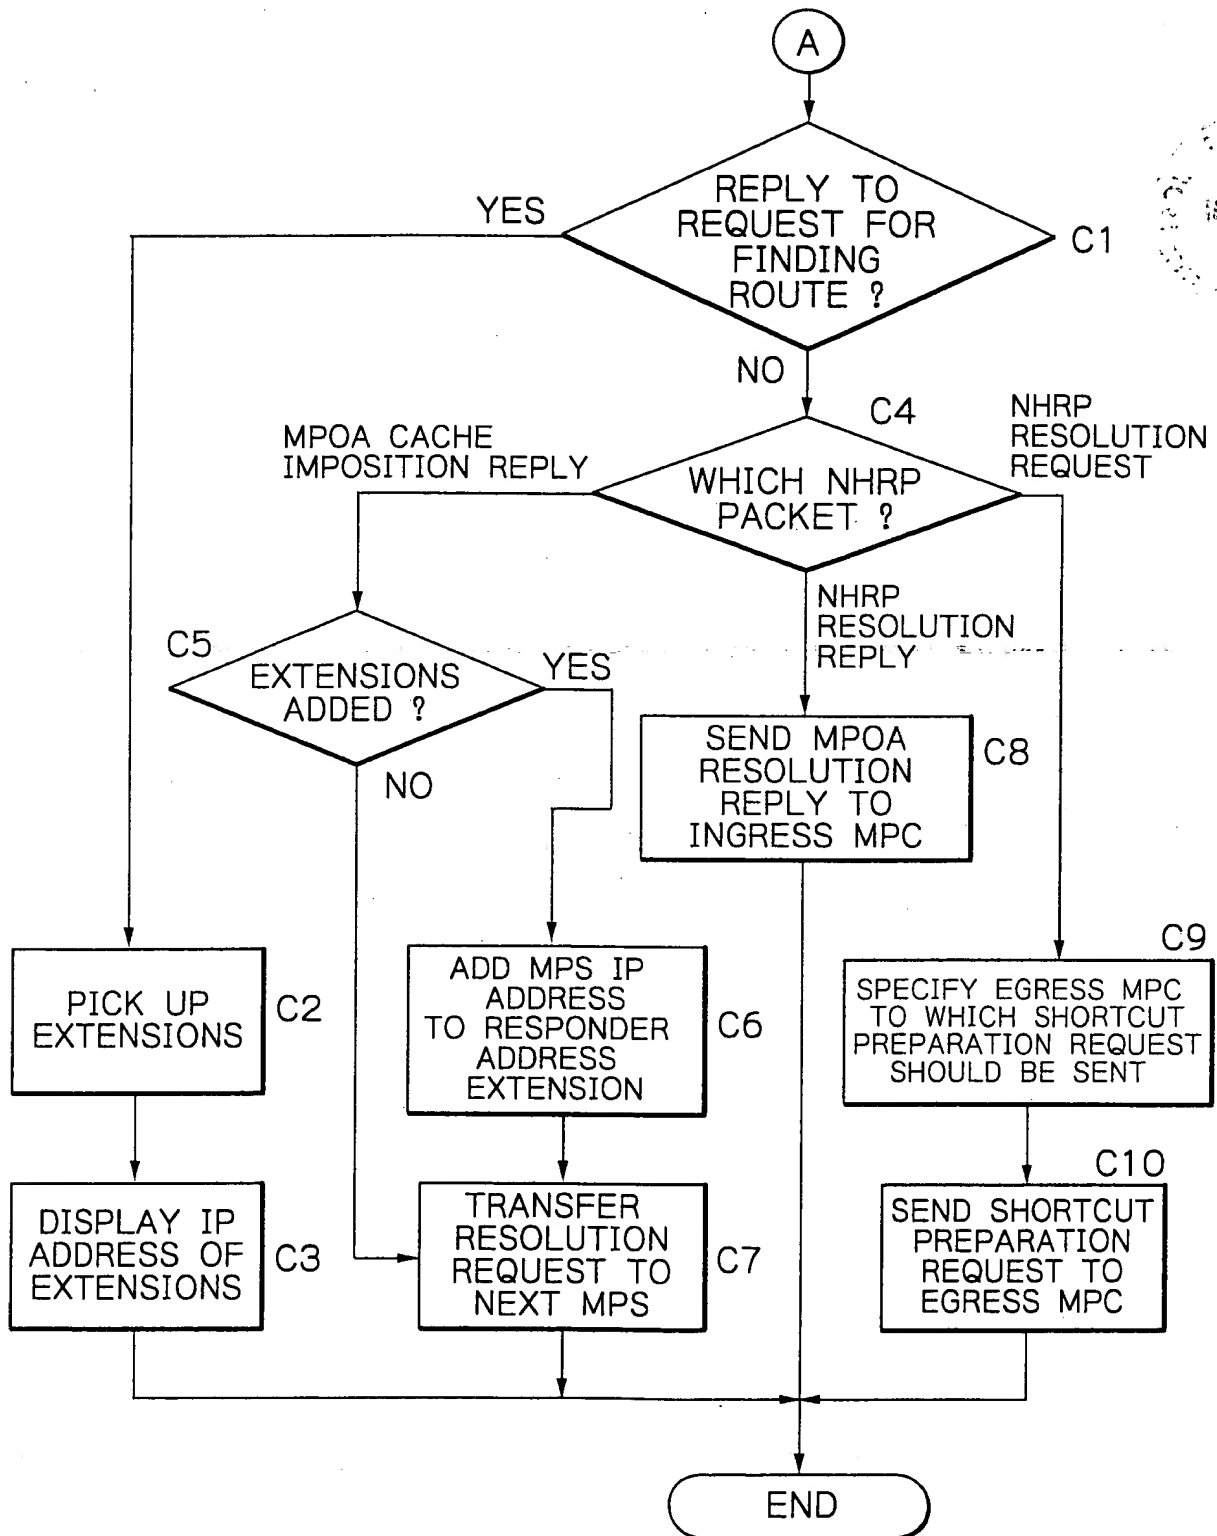 A
REPLY TO
REQUEST FOR
FINDING
ROUTE ?
C1
YES
NO
C4
WHICH NHRP
PACKET ?
MPOA CACHE
IMPOSITION REPLY
NHRP
RESOLUTION
REQUEST
NHRP
RESOLUTION
REPLY
C5
EXTENSIONS
ADDED ?
YES
NO
SEND MPOA
RESOLUTION
REPLY TO
INGRESS MPC
C8
PICK UP
EXTENSIONS
C2
ADD MPS IP
ADDRESS
TO RESPONDER
ADDRESS
EXTENSION
C6
C9
SPECIFY EGRESS MPC
TO WHICH SHORTCUT
PREPARATION REQUEST
SHOULD BE SENT
DISPLAY IP
ADDRESS OF
EXTENSIONS
C3
TRANSFER
RESOLUTION
REQUEST TO
NEXT MPS
C7
C10
SEND SHORTCUT
PREPARATION
REQUEST TO
EGRESS MPC
END